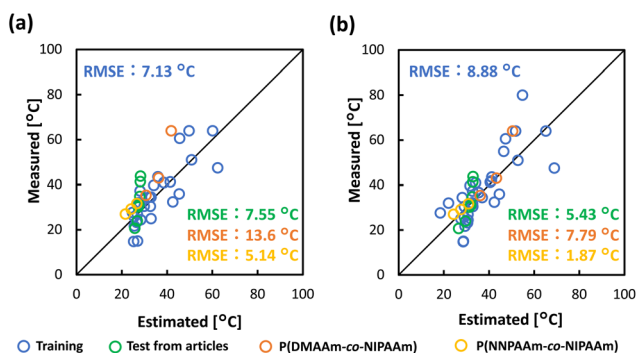 (a)
100
80
60
40
20
0
Measured [°C]
RMSE：7.13 °C
RMSE：7.55 °C
RMSE：13.6 °C
RMSE：5.14 °C
0 20 40 60 80 100
Estimated [°C]
(b)
100
80
60
40
20
0
Measured [°C]
RMSE：8.88 °C
RMSE：5.43 °C
RMSE：7.79 °C
RMSE：1.87 °C
0 20 40 60 80 100
Estimated [°C]
Training Test from articles P(DMAAm-co-NIPAAm) P(NNPAAm-co-NIPAAm)